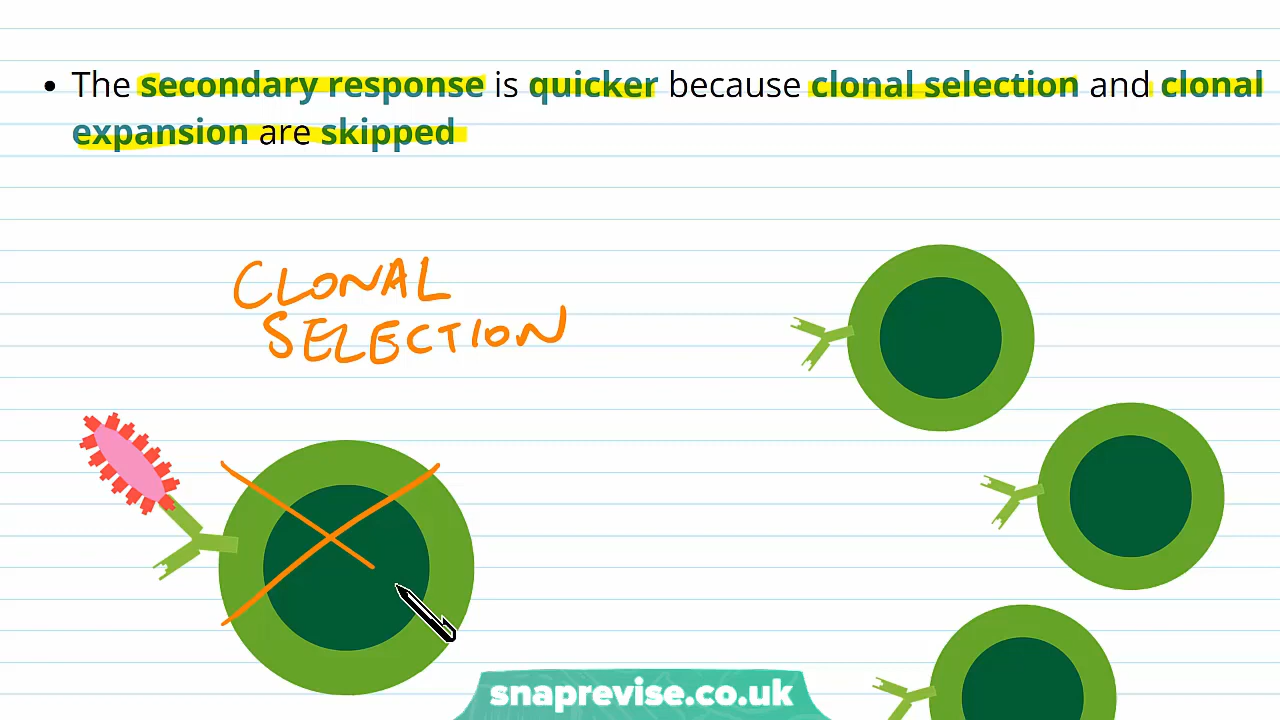 • The secondary response is quicker because clonal selection and clonal
expansion are skipped
CLONAL
SELECTION
snaprevise.co.uk